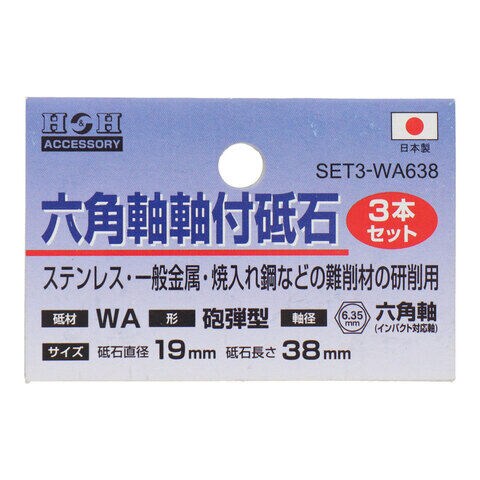 H&H
ACCESSORY
日本製
SET3-WA638
六角軸軸付砥石
3本
セット
ステンレス・一般金属・焼入れ鋼などの難削材の研削用
砥材 WA 形 砲弾型 軸径 6.35mm 六角軸
(インパクト対応軸)
サイズ 砥石直径 19mm 砥石長さ 38mm